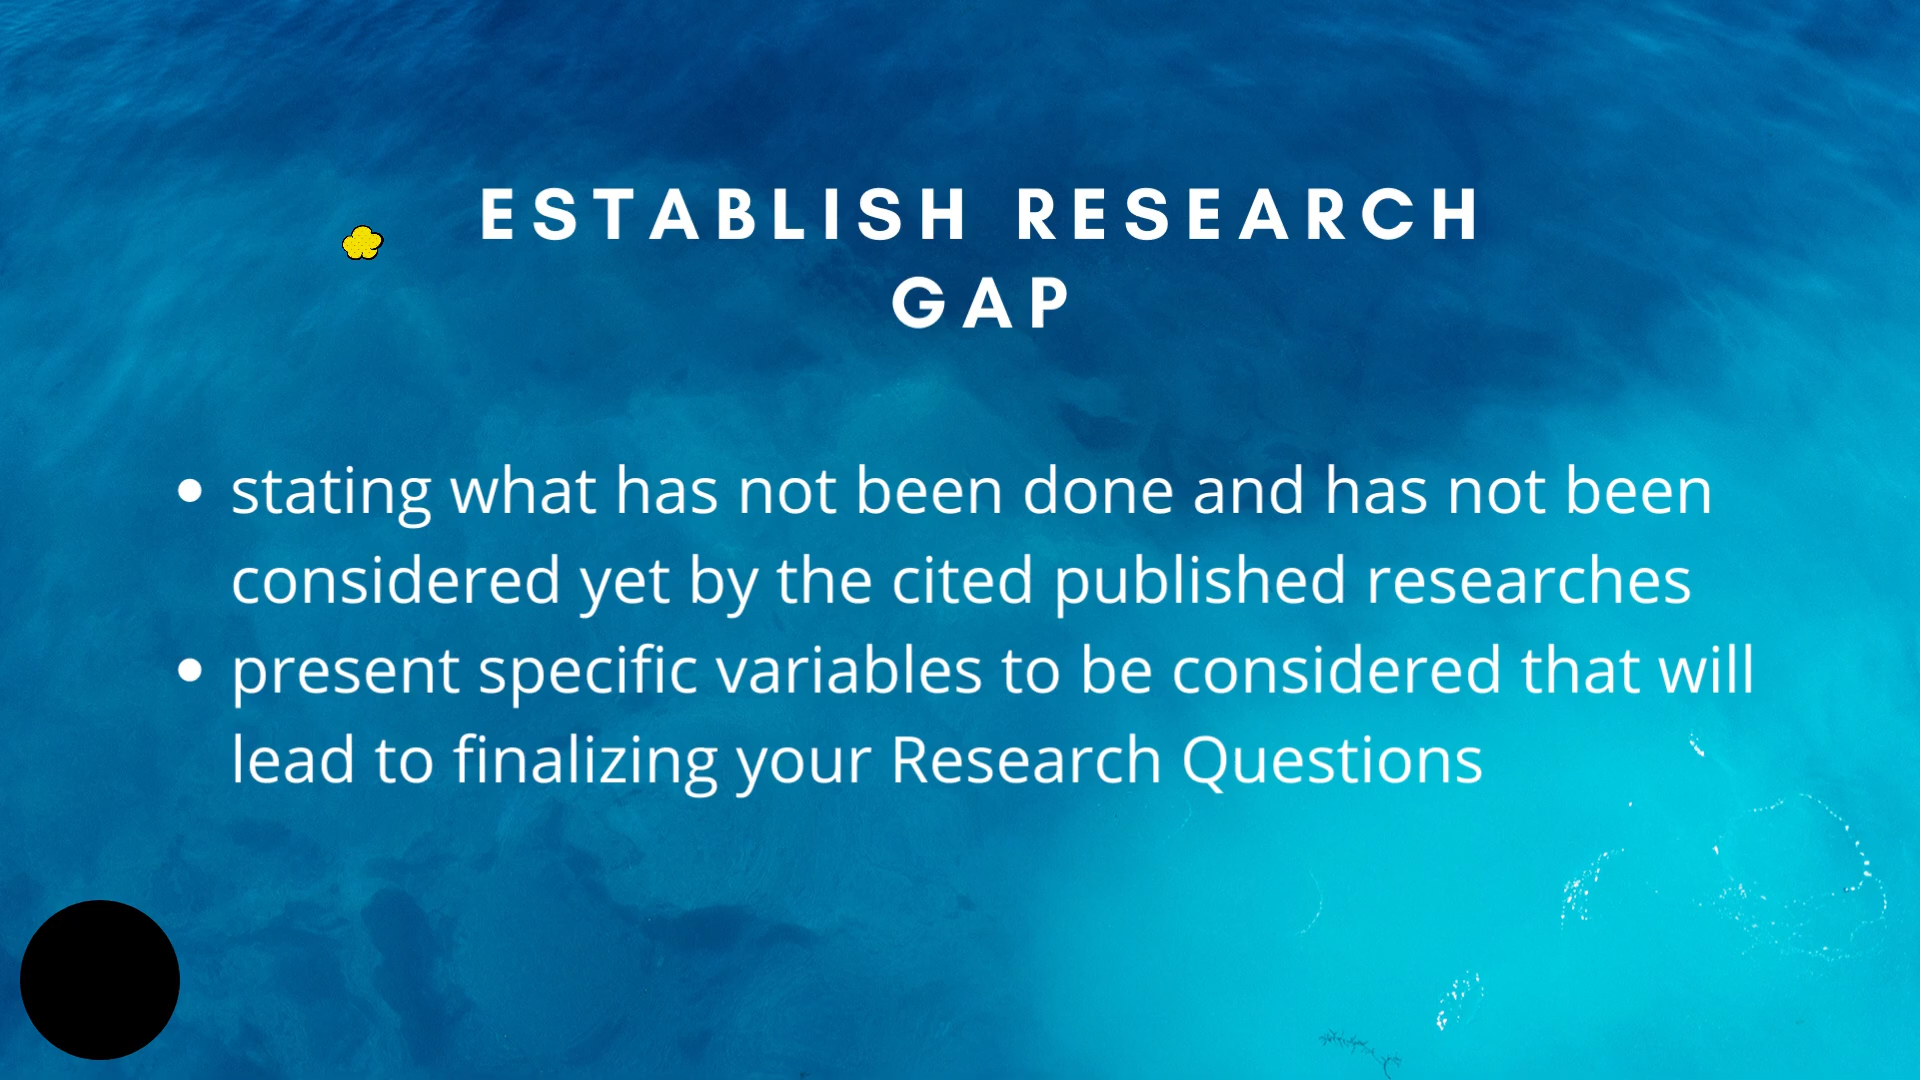 ESTABLISH RESEARCH
GAP
• stating what has not been done and has not been
considered yet by the cited published researches
• present specific variables to be considered that will
lead to finalizing your Research Questions